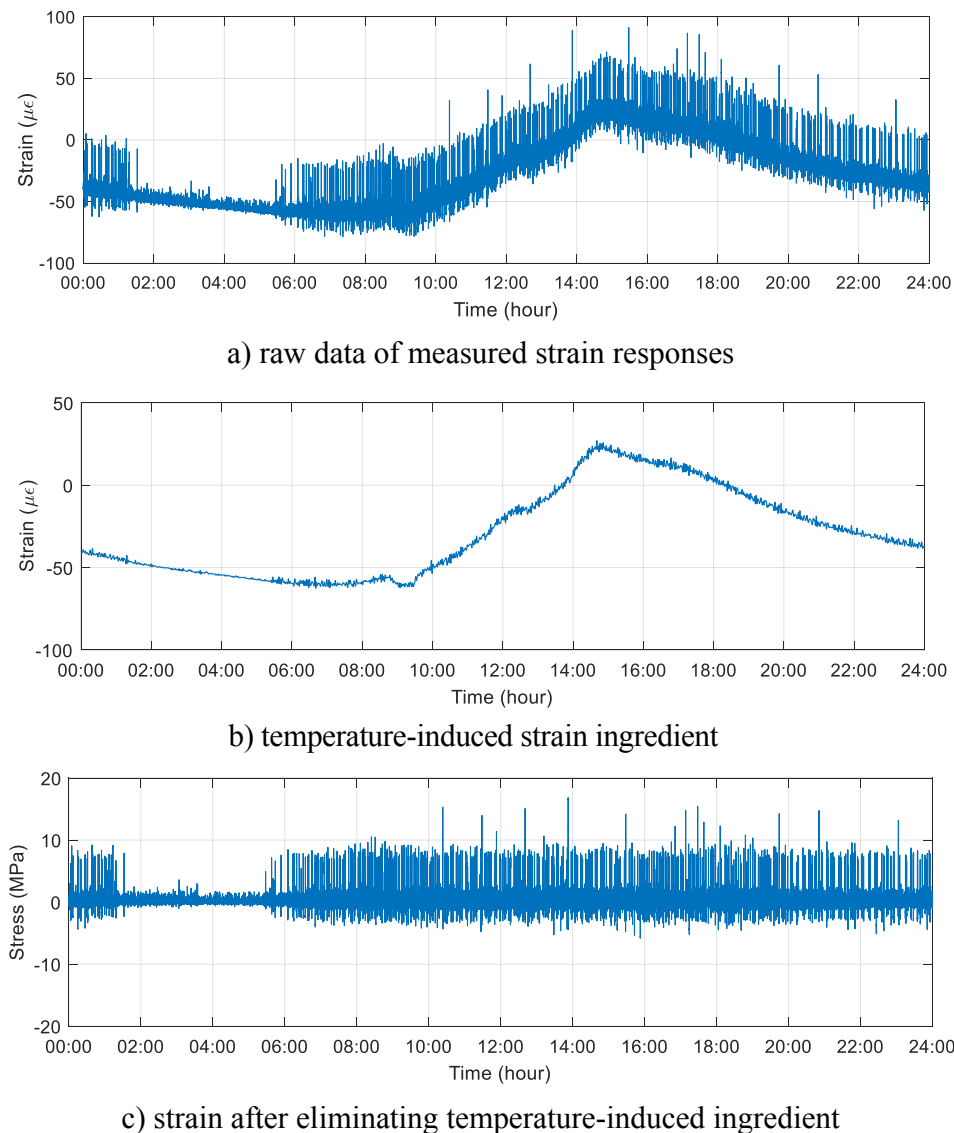 100
50
0
-50
-100
Strain (με)
00:00 02:00 04:00 06:00 08:00 10:00 12:00 14:00 16:00 18:00 20:00 22:00 24:00
Time (hour)
a) raw data of measured strain responses
50
0
-50
-100
Strain (με)
00:00 02:00 04:00 06:00 08:00 10:00 12:00 14:00 16:00 18:00 20:00 22:00 24:00
Time (hour)
b) temperature-induced strain ingredient
20
10
0
-10
-20
Stress (MPa)
00:00 02:00 04:00 06:00 08:00 10:00 12:00 14:00 16:00 18:00 20:00 22:00 24:00
Time (hour)
c) strain after eliminating temperature-induced ingredient